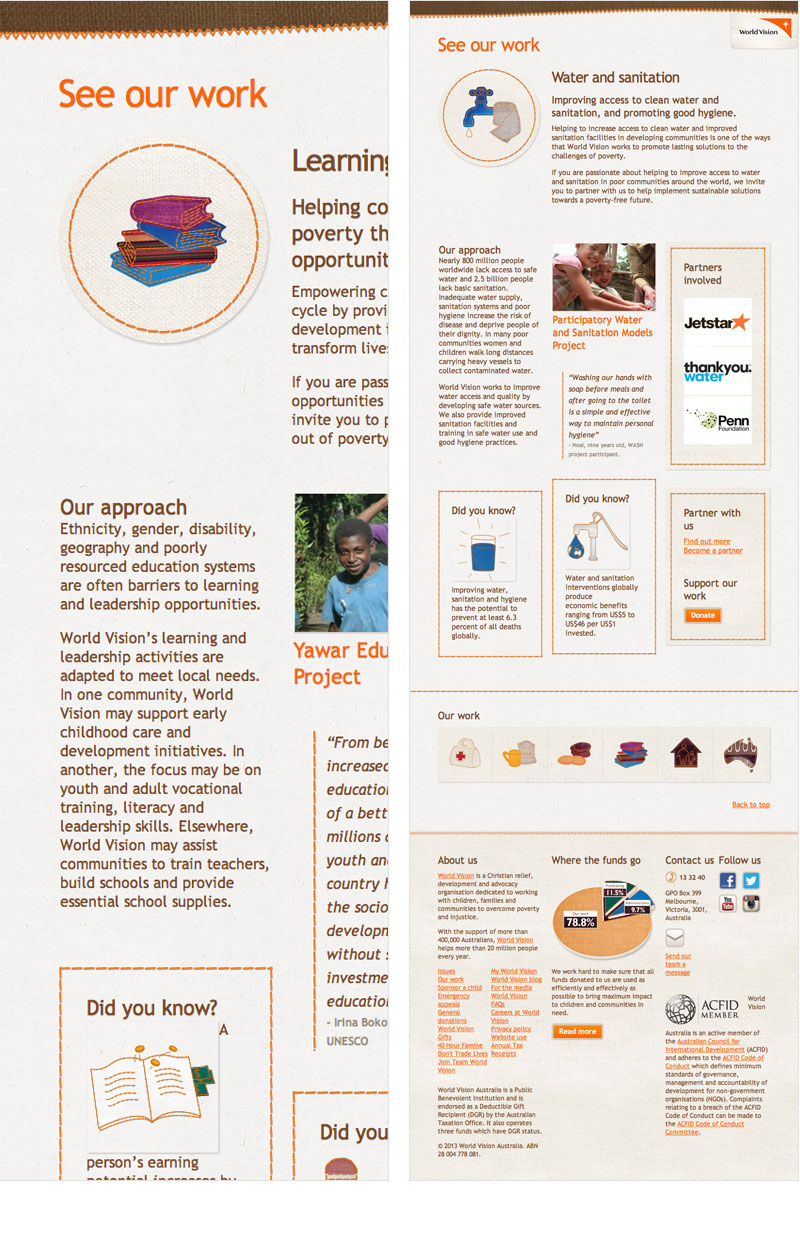 See our work
Learning
Helping co
poverty th
opportunit
Empowering c
cycle by provi
development i
transform lives
If you are pass
opportunities
invite you to p
out of poverty
Our approach
Ethnicity, gender, disability,
geography and poorly
resourced education systems
are often barriers to learning
and leadership opportunities.
World Vision’s learning and
leadership activities are
adapted to meet local needs.
In one community, World
Vision may support early
childhood care and
development initiatives. In
another, the focus may be on
youth and adult vocational
training, literacy and
leadership skills. Elsewhere,
World Vision may assist
communities to train teachers,
build schools and provide
essential school supplies.
Yawar Edu
Project
“From be
increased
education
of a bett
millions o
youth and
country h
the socio
developm
without s
investme
education
- Irina Boko
UNESCO
Did you know?
A
person’s earning
potential increases by
Did you
World Vision
See our work
Water and sanitation
Improving access to clean water and
sanitation, and promoting good hygiene.
Helping to increase access to clean water and improved
sanitation facilities in developing communities is one of the ways
that World Vision works to promote lasting solutions to the
challenges of poverty.
If you are passionate about helping to improve access to water
and sanitation in poor communities around the world, we invite
you to partner with us to help implement sustainable solutions
towards a poverty-free future.
Our approach
Nearly 800 million people
worldwide lack access to safe
water and 2.5 billion people
lack basic sanitation.
Inadequate water supply,
sanitation systems and poor
hygiene increase the risk of
disease and deprive people of
their dignity. In many poor
communities women and
children walk long distances
carrying heavy vessels to
collect contaminated water.
World Vision works to improve
water access and quality by
developing safe water sources.
We also provide improved
sanitation facilities and
training in safe water use and
good hygiene practices.
.
Participatory Water
and Sanitation Models
Project
“Washing our hands with
soap before meals and
after going to the toilet
is a simple and effective
way to maintain personal
hygiene”
- Hoai, nine years old, WASH
project participant.
Partners
involved
Jetstar
thankyou.
water
Penn
Foundation
Did you know?
Improving water,
sanitation and hygiene
has the potential to
prevent at least 6.3
percent of all deaths
globally.
Did you know?
Water and sanitation
interventions globally
produce
economic benefits
ranging from US$5 to
US$46 per US$1
invested.
Partner with
us
Find out more
Become a partner
Support our
work
Donate
Our work
Back to top
About us
World Vision is a Christian relief,
development and advocacy
organisation dedicated to working
with children, families and
communities to overcome poverty
and injustice.
With the support of more than
400,000 Australians, World Vision
helps more than 20 million people
every year.
Issues
Our work
Sponsor a child
Emergency
appeals
General
donations
World Vision
Gifts
40 Hour Famine
Don't Trade Lives
Join Team World
Vision
My World Vision
World Vision blog
For the media
World Vision
FAQs
Careers at World
Vision
Privacy policy
Website use
Annual Tax
Receipts
World Vision Australia is a Public
Benevolent Institution and is
endorsed as a Deductible Gift
Recipient (DGR) by the Australian
Taxation Office. It also operates
three funds which have DGR status.
© 2013 World Vision Australia. ABN
28 004 778 081.
Where the funds go
Fundraising
11.5%
Administration
9.7%
Our work
78.8%
We work hard to make sure that all
funds donated to us are used as
efficiently and effectively as
possible to bring maximum impact
to children and communities in
need.
Read more
Contact us
13 32 40
GPO Box 399
Melbourne,
Victoria, 3001,
Australia
Send our
team a
message
Follow us
You
Tube
ACFID
MEMBER
World
Vision
Australia is an active member of
the Australian Council for
International Development (ACFID)
and adheres to the ACFID Code of
Conduct which defines minimum
standards of governance,
management and accountability of
development for non-government
organisations (NGOs). Complaints
relating to a breach of the ACFID
Code of Conduct can be made to
the ACFID Code of Conduct
Committee.